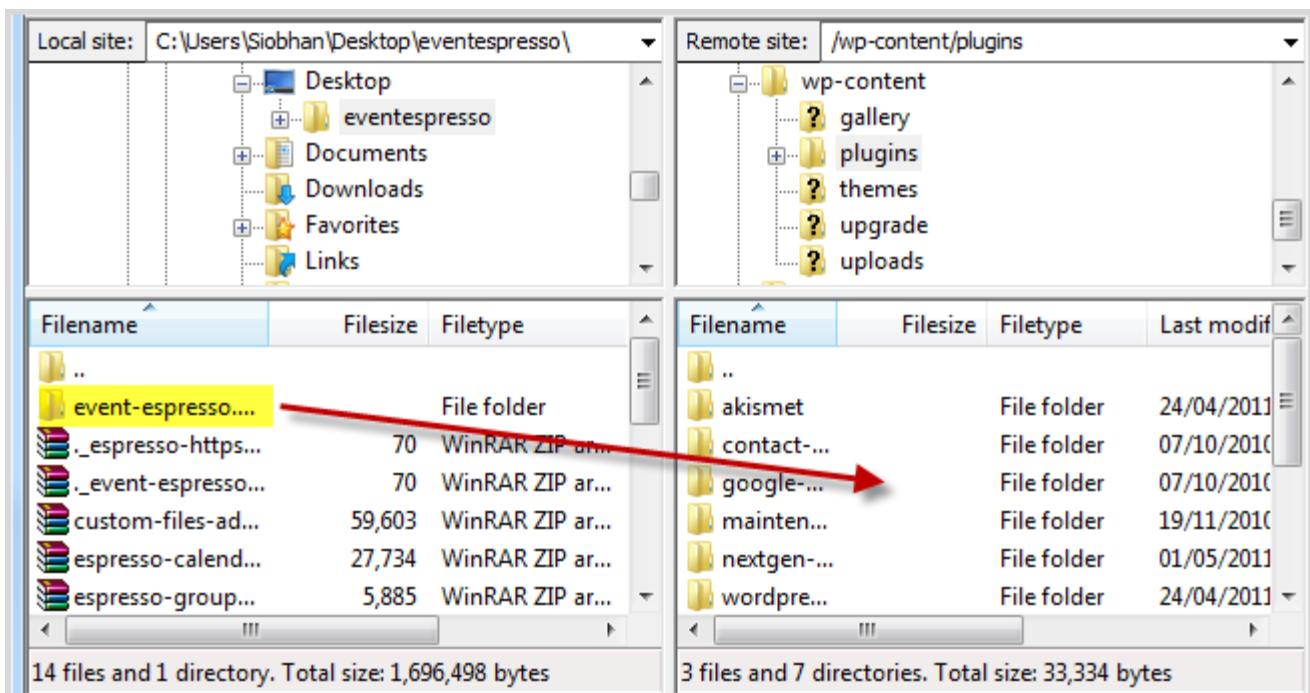 Local site: C:\Users\Siobhan\Desktop\eventespresso\
Desktop
eventespresso
Documents
Downloads
Favorites
Links
Remote site: /wp-content/plugins
wp-content
? gallery
plugins
? themes
? upgrade
? uploads
Filename Filesize Filetype
..
event-espresso.... File folder
._espresso-https... 70 WinRAR ZIP ar...
._event-espresso... 70 WinRAR ZIP ar...
custom-files-ad... 59,603 WinRAR ZIP ar...
espresso-calend... 27,734 WinRAR ZIP ar...
espresso-group... 5,885 WinRAR ZIP ar...
14 files and 1 directory. Total size: 1,696,498 bytes
Filename Filesize Filetype Last modif
..
akismet File folder 24/04/2011
contact-... File folder 07/10/2010
google-... File folder 07/10/2010
mainten... File folder 19/11/2010
nextgen-... File folder 01/05/2011
wordpre... File folder 24/04/2011
3 files and 7 directories. Total size: 33,334 bytes